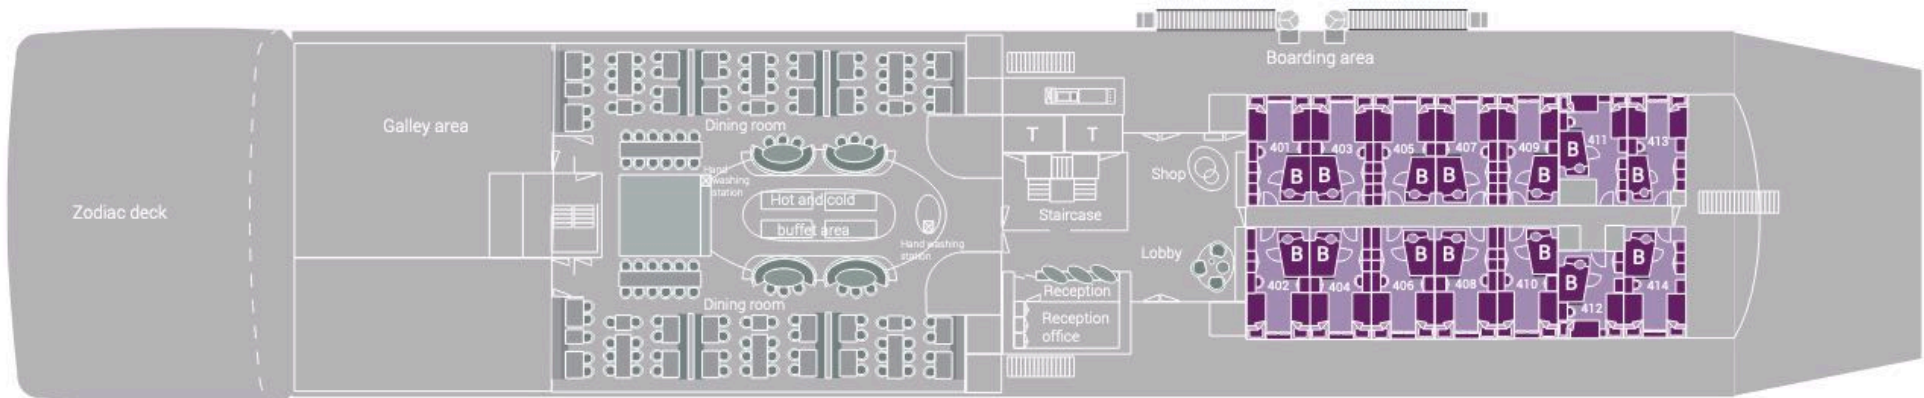 Boarding area
Zodiac deck
Galley area
Dining room
Hand
washing
station
Hot and cold
buffet area
Hand washing
station
Dining room
T
T
Staircase
Shop
Lobby
Reception
Reception
office
401
403
405
407
409
411
413
B
B
B
B
B
B
B
B
B
B
B
B
B
B
402
404
406
408
410
412
414